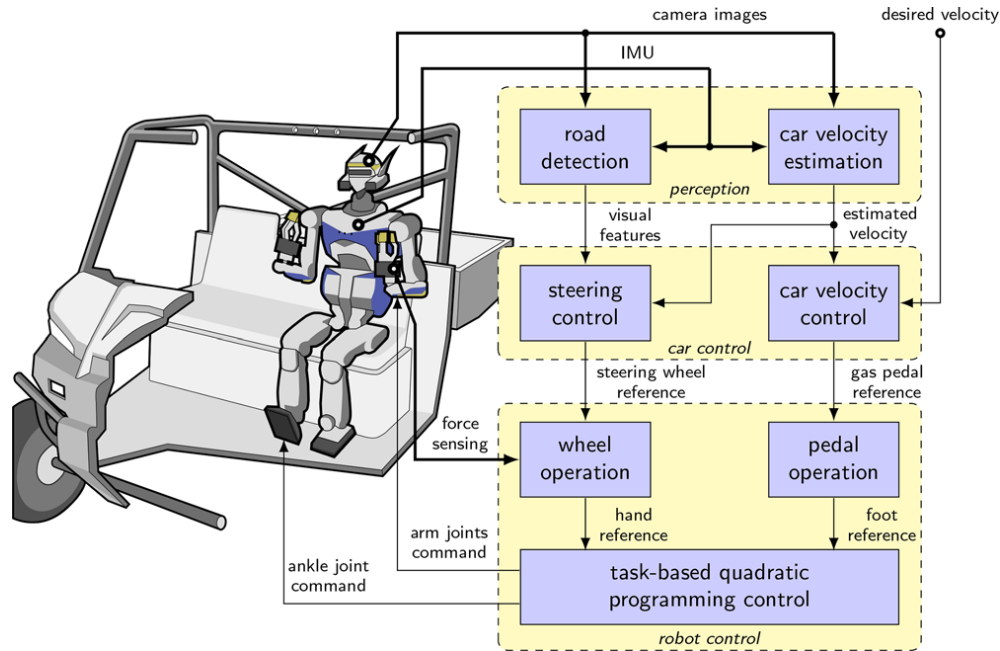 camera images
desired velocity
IMU
road
detection
car velocity
estimation
perception
visual
features
estimated
velocity
steering
control
car velocity
control
car control
steering wheel
reference
gas pedal
reference
force
sensing
wheel
operation
pedal
operation
hand
reference
foot
reference
arm joints
command
ankle joint
command
task-based quadratic
programming control
robot control